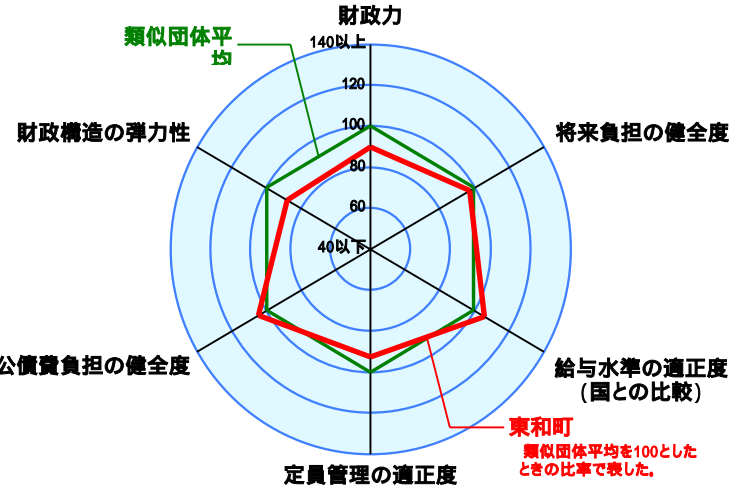 財政力
類似団体平
均
140以上
120
100
80
60
40以下
財政構造の弾力性
将来負担の健全度
公債費負担の健全度
給与水準の適正度
(国との比較)
定員管理の適正度
東和町
類似団体平均を100とした
ときの比率で表した。